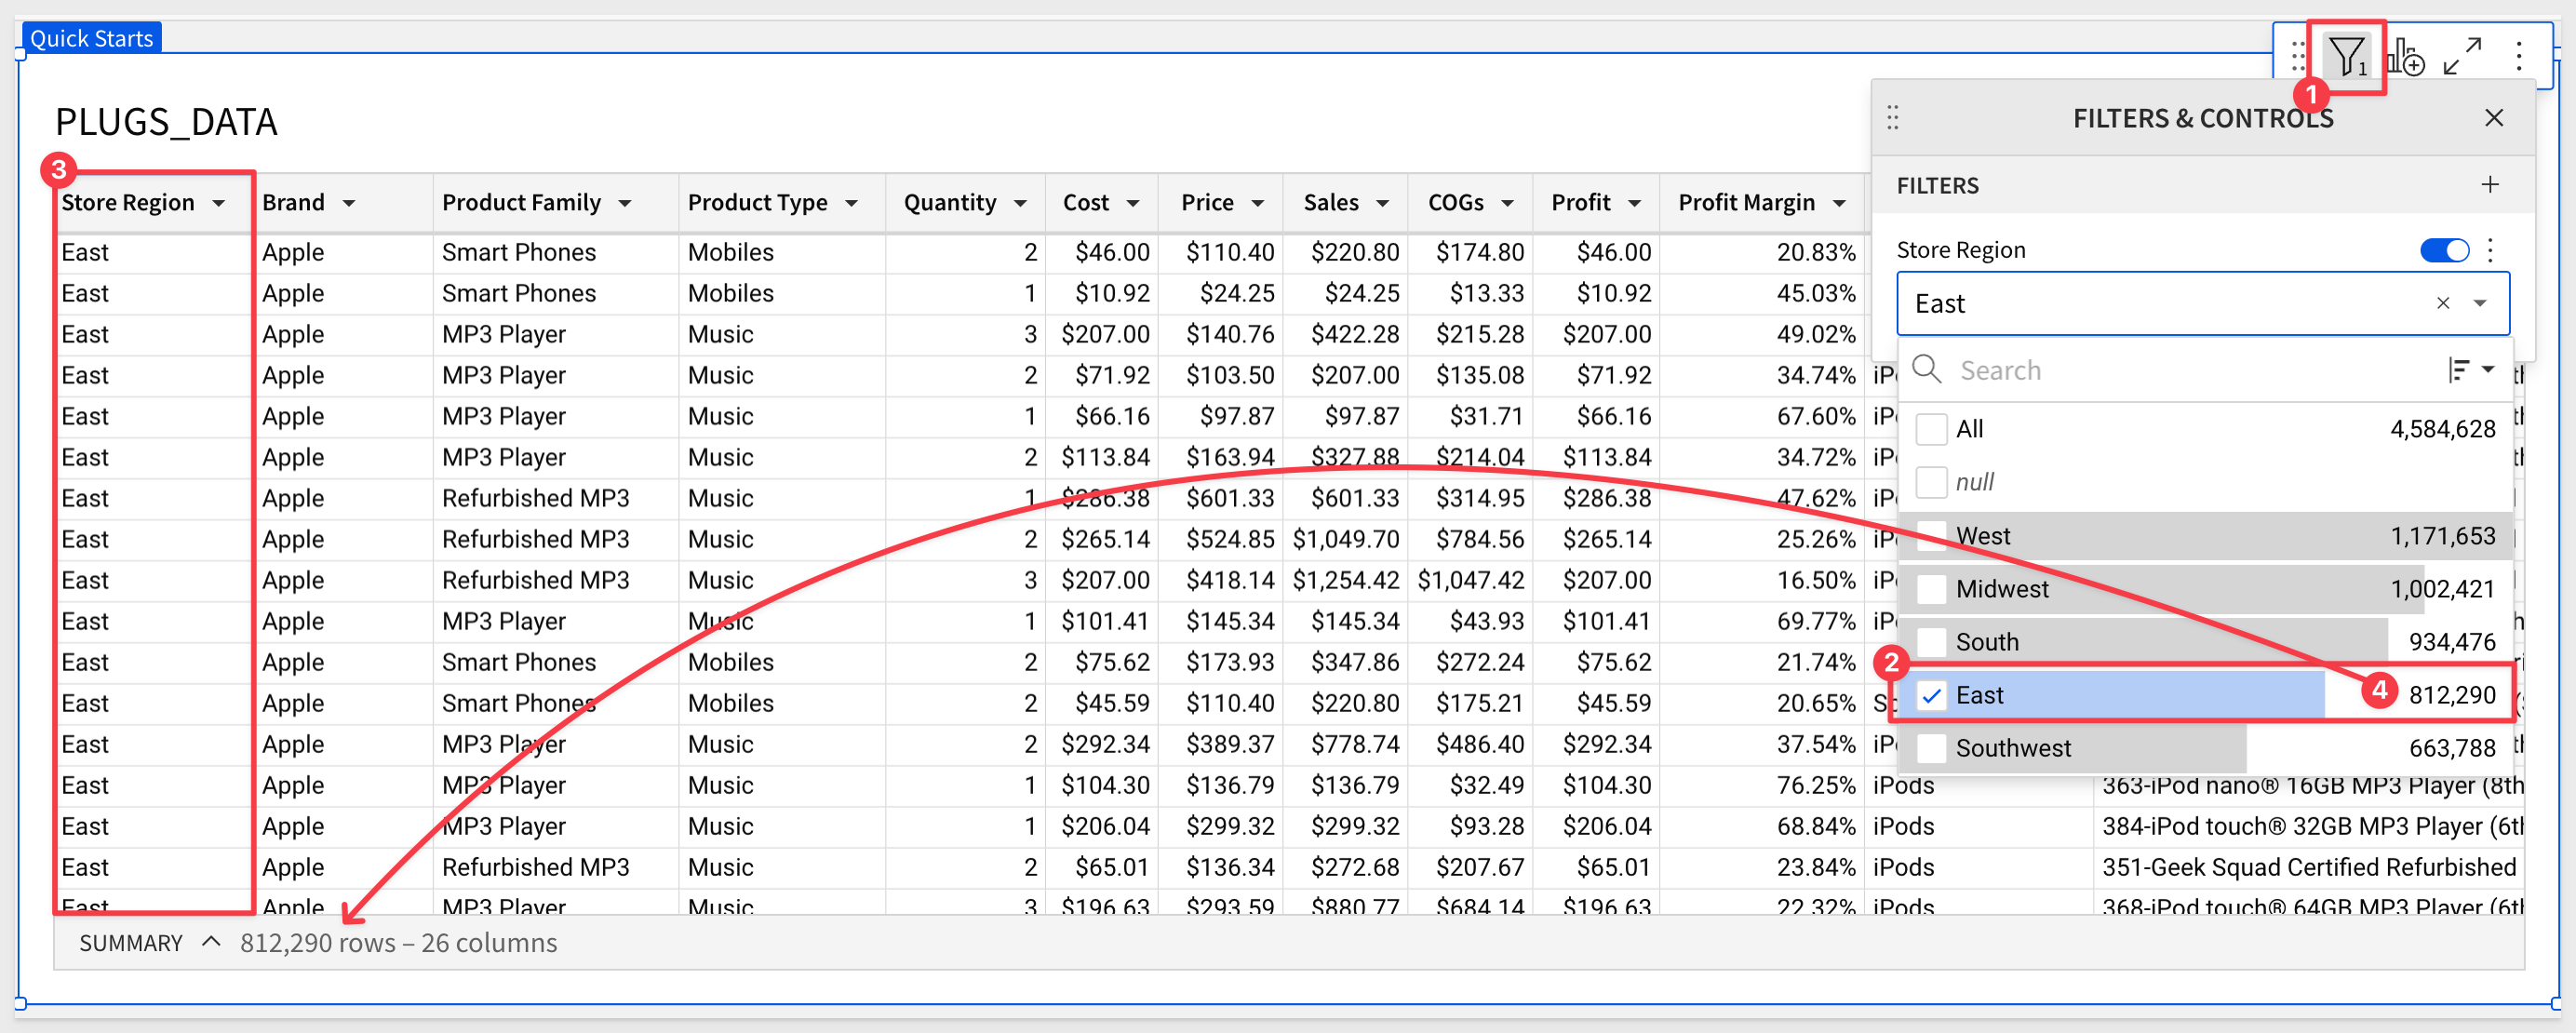 Quick Starts
PLUGS_DATA
Store Region Brand Product Family Product Type Quantity Cost Price Sales COGs Profit Profit Margin
East Apple Smart Phones Mobiles 2 $46.00 $110.40 $220.80 $174.80 $46.00 20.83%
East Apple Smart Phones Mobiles 1 $10.92 $24.25 $24.25 $13.33 $10.92 45.03%
East Apple MP3 Player Music 3 $207.00 $140.76 $422.28 $215.28 $207.00 49.02%
East Apple MP3 Player Music 2 $71.92 $103.50 $207.00 $135.08 $71.92 34.74%
East Apple MP3 Player Music 1 $66.16 $97.87 $97.87 $31.71 $66.16 67.60%
East Apple MP3 Player Music 2 $113.84 $163.94 $327.88 $214.04 $113.84 34.72%
East Apple Refurbished MP3 Music 1 $286.38 $601.33 $601.33 $314.95 $286.38 47.62%
East Apple Refurbished MP3 Music 2 $265.14 $524.85 $1,049.70 $784.56 $265.14 25.26%
East Apple Refurbished MP3 Music 3 $207.00 $418.14 $1,254.42 $1,047.42 $207.00 16.50%
East Apple MP3 Player Music 1 $101.41 $145.34 $145.34 $43.93 $101.41 69.77%
East Apple Smart Phones Mobiles 2 $75.62 $173.93 $347.86 $272.24 $75.62 21.74%
East Apple Smart Phones Mobiles 2 $45.59 $110.40 $220.80 $175.21 $45.59 20.65%
East Apple MP3 Player Music 2 $292.34 $389.37 $778.74 $486.40 $292.34 37.54%
East Apple MP3 Player Music 1 $104.30 $136.79 $136.79 $32.49 $104.30 76.25% iPods 363-iPod nano® 16GB MP3 Player (8th
East Apple MP3 Player Music 1 $206.04 $299.32 $299.32 $93.28 $206.04 68.84% iPods 384-iPod touch® 32GB MP3 Player (6th
East Apple Refurbished MP3 Music 2 $65.01 $136.34 $272.68 $207.67 $65.01 23.84% iPods 351-Geek Squad Certified Refurbished
East Apple MP3 Player Music 3 $196.63 $293.59 $880.77 $684.14 $196.63 22.32% iPods 368-iPod touch® 64GB MP3 Player (6th
SUMMARY 812,290 rows – 26 columns
1
1
FILTERS & CONTROLS
FILTERS
Store Region
East
Search
All 4,584,628
null
West 1,171,653
Midwest 1,002,421
South 934,476
East 812,290
Southwest 663,788
2
3
4